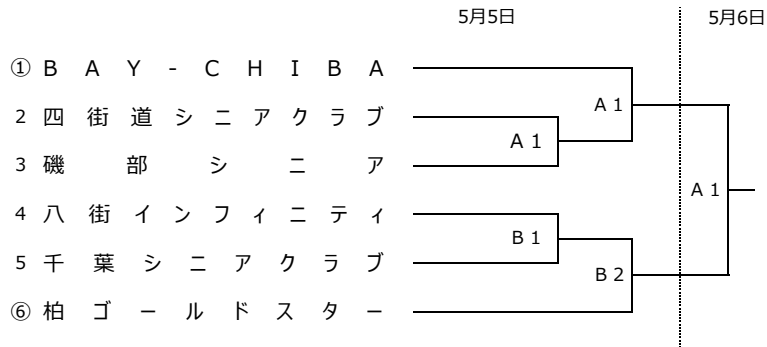 5月5日 5月6日
① BAY-CHIBA
2 四街道シニアクラブ
3 磯部シニア
4 八街インフィニティ
5 千葉シニアクラブ
⑥ 柏ゴールドスター
A 1
A 1
A 1
B 1
B 2